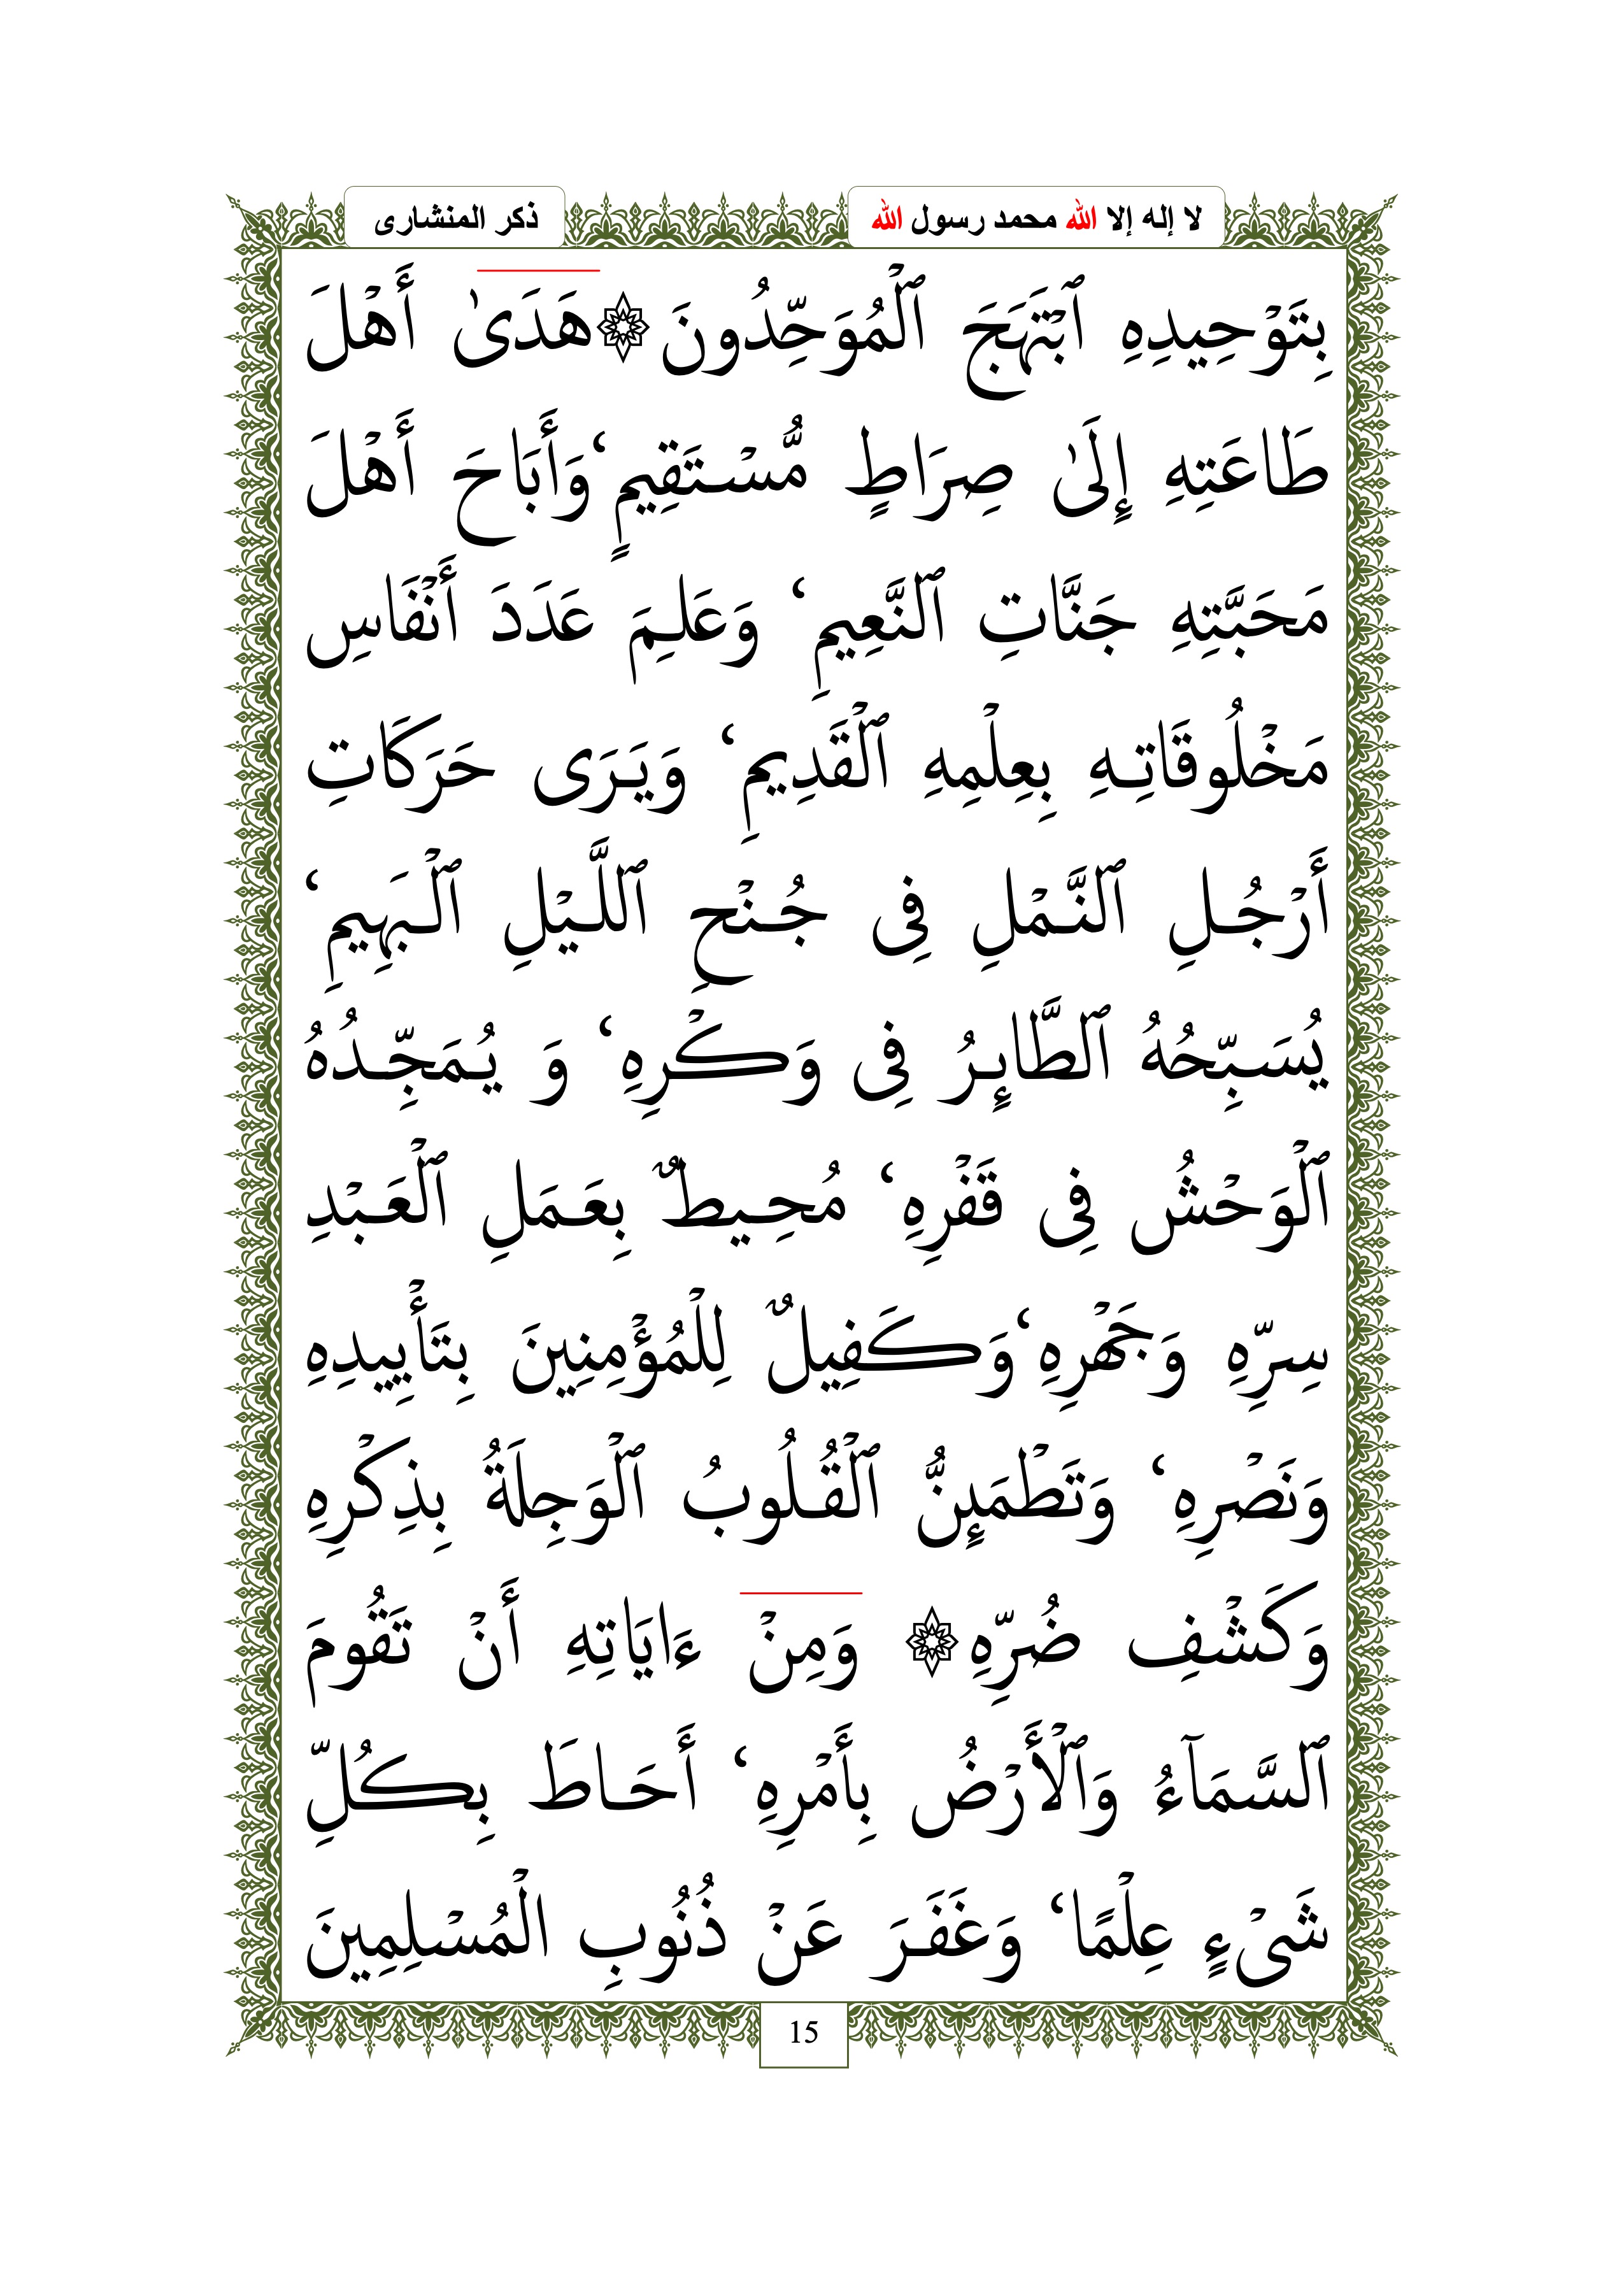 لا إله إلا الله محمد رسول الله
ذكر المنشارى
بِتَوْحِيدِهِ ٱبْتَهَجَ ٱلْمُوَحِّدُونَ ۞ هَدَىٰ أَهْلَ
طَاعَتِهِ إِلَىٰ صِرَاطٍ مُّسْتَقِيمٍ‘ وَأَبَاحَ أَهْلَ
مَحَبَّتِهِ جَنَّاتِ ٱلنَّعِيمِ‘ وَعَلِمَ عَدَدَ أَنْفَاسِ
مَخْلُوقَاتِهِ بِعِلْمِهِ ٱلْقَدِيمِ‘ وَيَرَى حَرَكَاتِ
أَرْجُلِ ٱلنَّمْلِ فِى جُنْحِ ٱللَّيْلِ ٱلْبَهِيمِ‘
يُسَبِّحُهُ ٱلطَّائِرُ فِى وَكْرِهِ‘ وَ يُمَجِّدُهُ
ٱلْوَحْشُ فِى قَفْرِهِ‘ مُحِيطٌ بِعَمَلِ ٱلْعَبْدِ
سِرِّهِ وَجَهْرِهِ‘ وَكَفِيلٌ لِلْمُؤْمِنِينَ بِتَأْيِيدِهِ
وَنَصْرِهِ‘ وَتَطْمَئِنُّ ٱلْقُلُوبُ ٱلْوَجِلَةُ بِذِكْرِهِ
وَكَشْفِ ضُرِّهِ ۞ وَمِنْ ءَايَاتِهِ أَنْ تَقُومَ
ٱلسَّمَآءُ وَٱلْأَرْضُ بِأَمْرِهِ‘ أَحَاطَ بِكُلِّ
شَىْءٍ عِلْمًا‘ وَغَفَرَ عَنْ ذُنُوبِ الْمُسْلِمِينَ
15